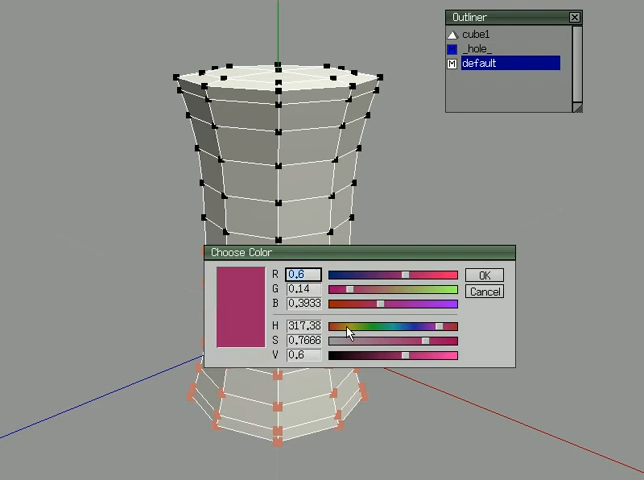 Outliner
cube1
_hole_
M default
Choose Color
R 0.6
OK
G 0.14
Cancel
B 0.3933
H 317.38
S 0.7666
V 0.6